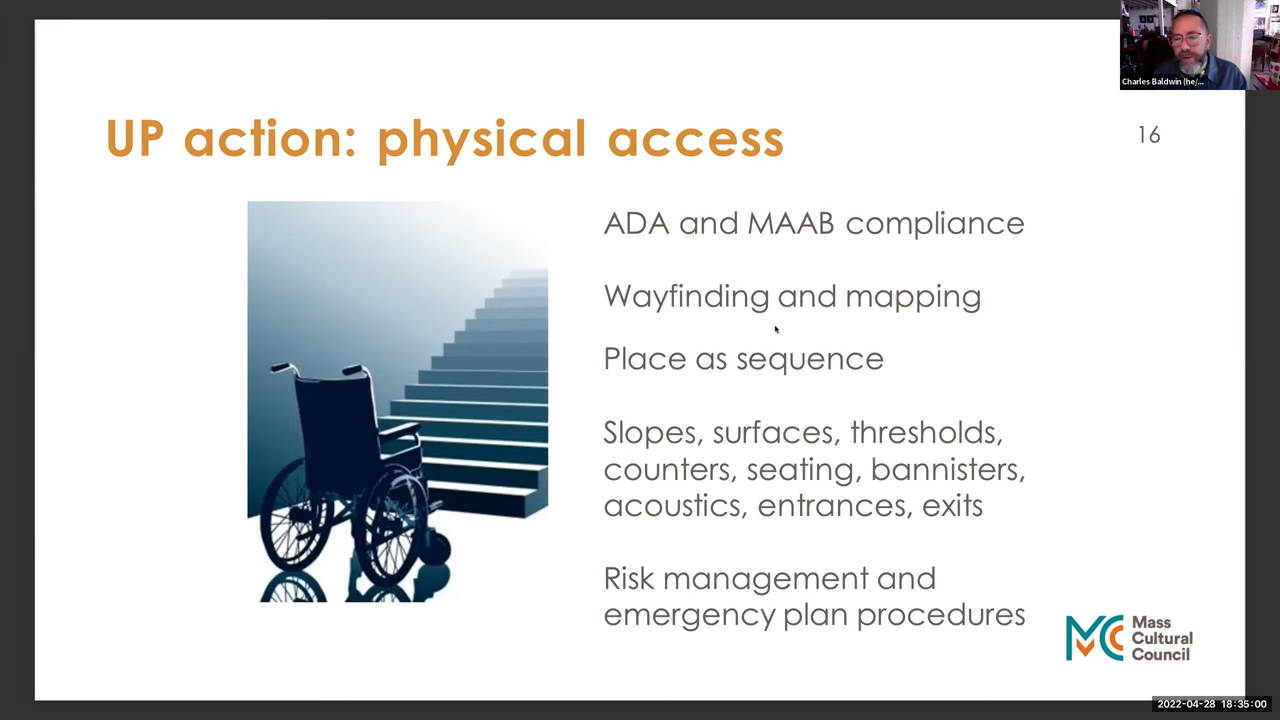 Charles Baldwin (he/...
UP action: physical access
16
ADA and MAAB compliance
Wayfinding and mapping
Place as sequence
Slopes, surfaces, thresholds,
counters, seating, bannisters,
acoustics, entrances, exits
Risk management and
emergency plan procedures
MC
Mass
Cultural
Council
2022-04-28 18:35:00